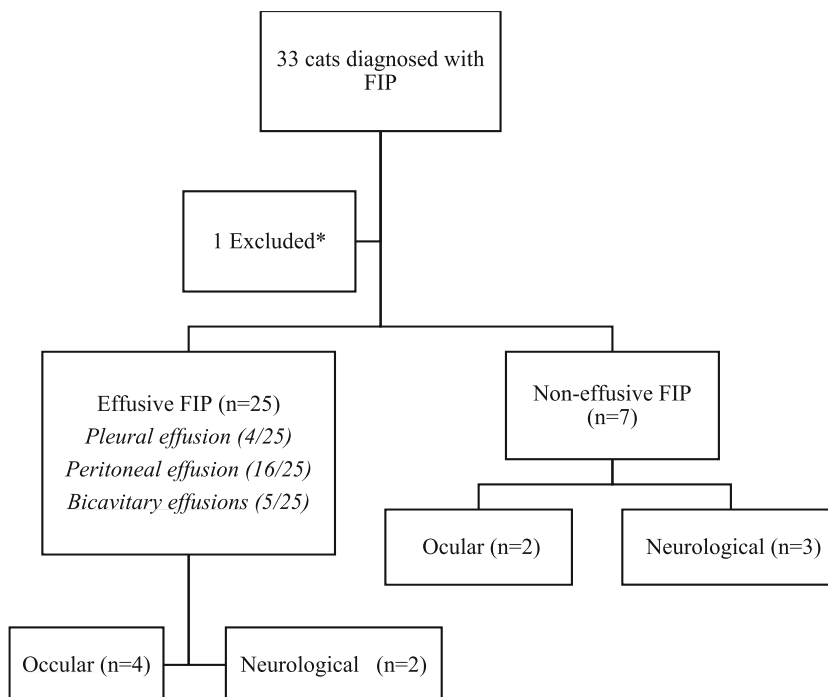 33 cats diagnosed with
FIP
1 Excluded*
Effusive FIP (n=25)
Pleural effusion (4/25)
Peritoneal effusion (16/25)
Bicavitary effusions (5/25)
Non-effusive FIP
(n=7)
Ocular (n=2)
Neurological (n=3)
Occular (n=4)
Neurological (n=2)